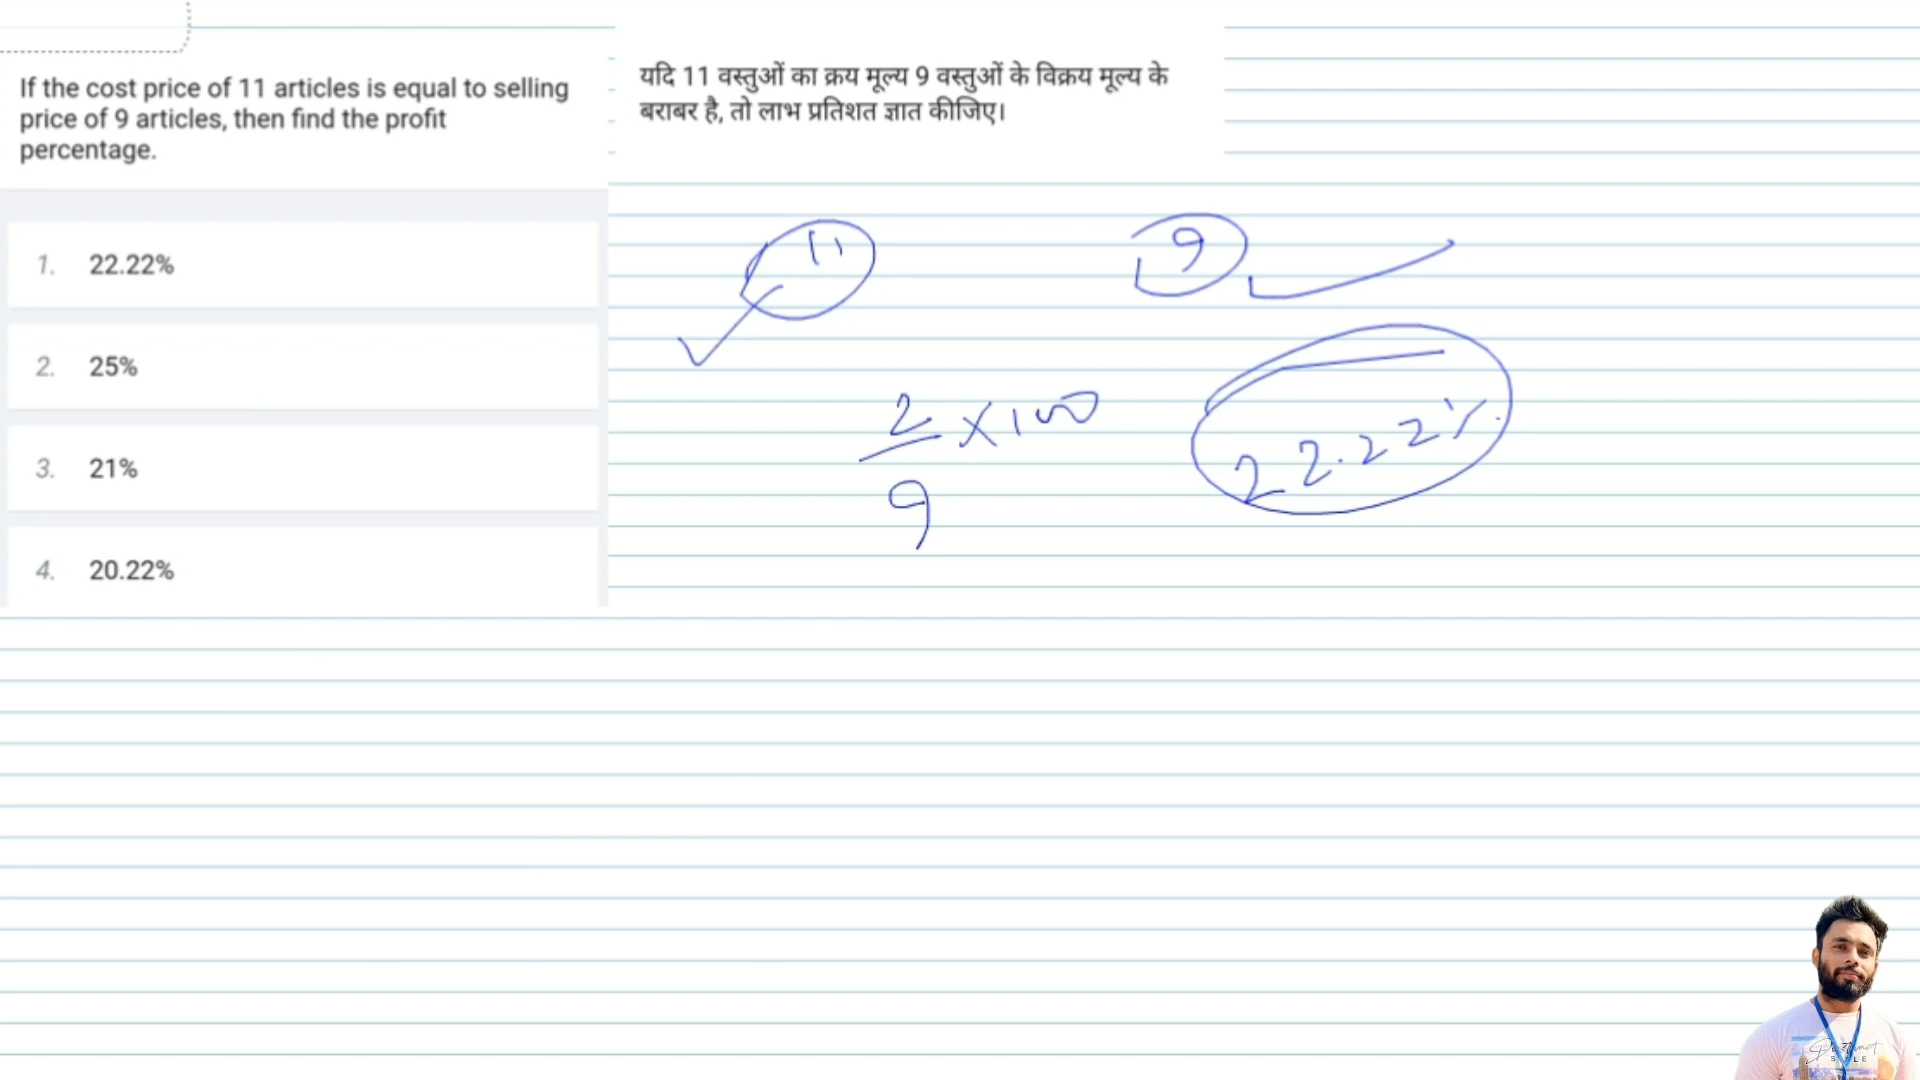 If the cost price of 11 articles is equal to selling
price of 9 articles, then find the profit
percentage.
1. 22.22%
2. 25%
3. 21%
4. 20.22%
यदि 11 वस्तुओं का क्रय मूल्य 9 वस्तुओं के विक्रय मूल्य के
बराबर है, तो लाभ प्रतिशत ज्ञात कीजिए।
11 9
2/9 ×100
22.22%